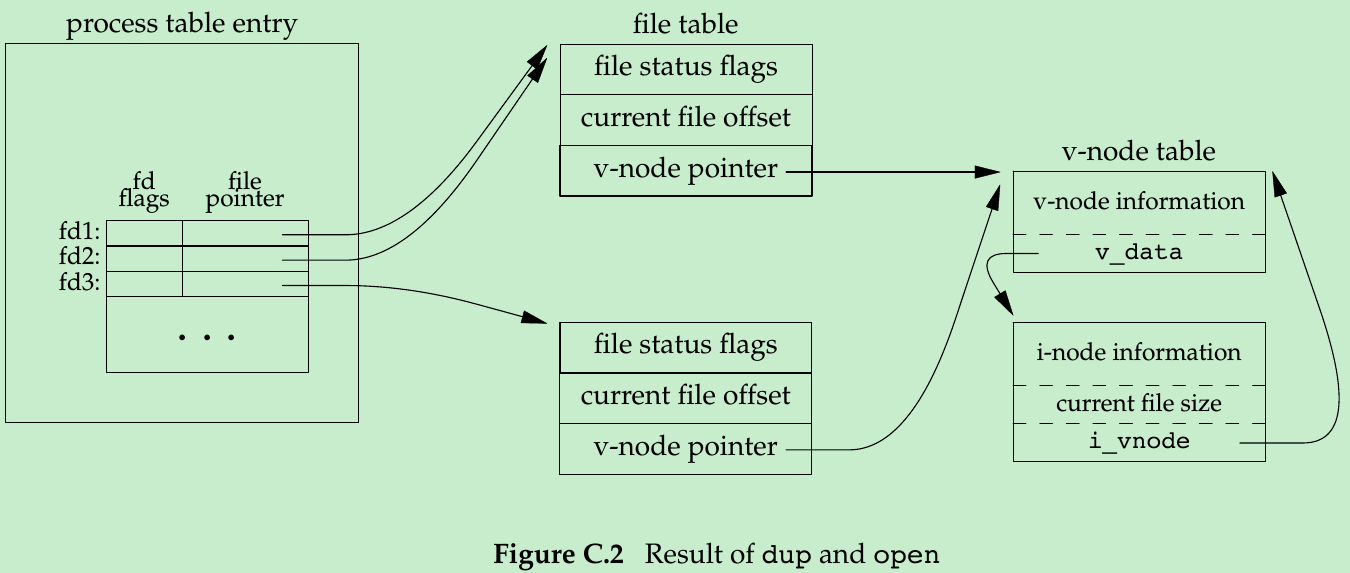 process table entry
file table
file status flags
current file offset
v-node pointer
v-node table
v-node information
v_data
fd
flags
file
pointer
fd1:
fd2:
fd3:
. . .
file status flags
current file offset
v-node pointer
i-node information
current file size
i_vnode
Figure C.2 Result of dup and open